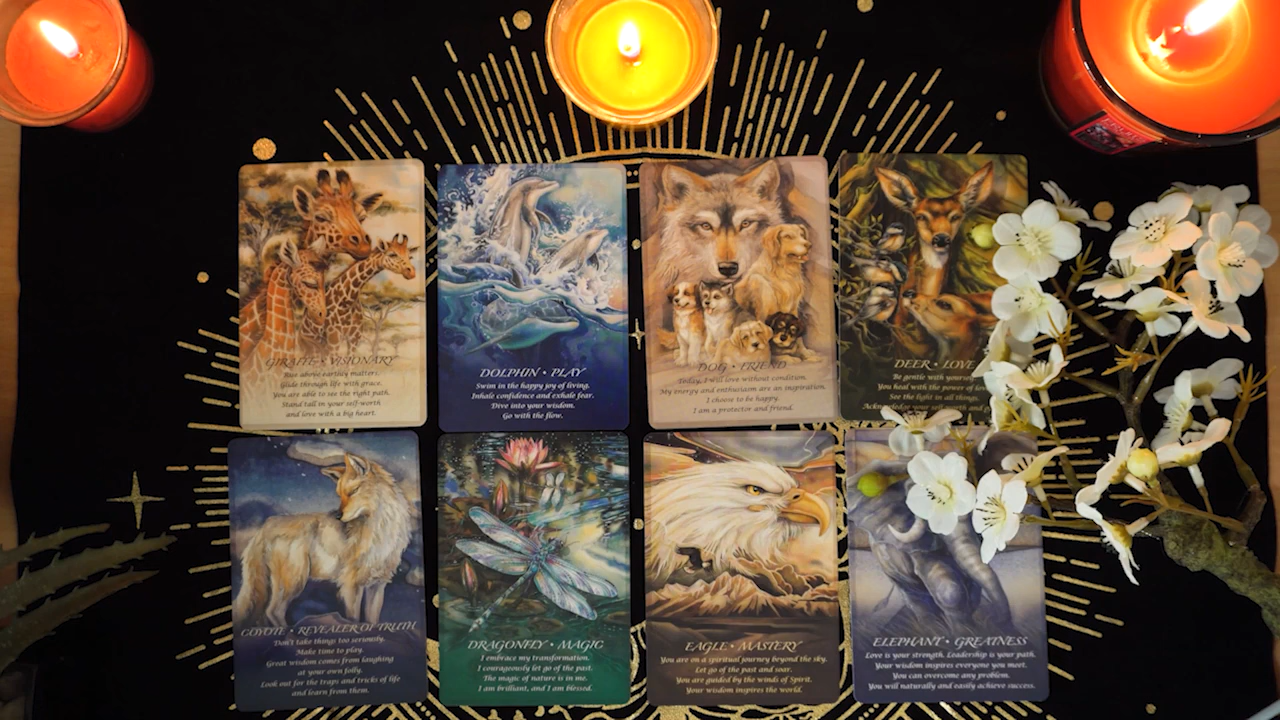 GIRAFFE • VISIONARY
Rise above earthly matters.
Glide through life with grace.
You are able to see the right path.
Stand tall in your self-worth
and love with a big heart.
DOLPHIN • PLAY
Swim in the happy joy of living.
Inhale confidence and exhale fear.
Dive into your wisdom.
Go with the flow.
DOG • FRIEND
Today, I will love without condition.
My energy and enthusiasm are an inspiration.
I choose to be happy.
I am a protector and friend.
DEER • LOVE
Be gentle with yourself.
You heal with the power of
See the light in all things.
Acknowledge your self-worth and
COYOTE • REVEALER OF TRUTH
Don't take things too seriously.
Make time to play.
Great wisdom comes from laughing
at your own folly.
Look out for the traps and tricks of life
and learn from them.
DRAGONFLY • MAGIC
I embrace my transformation.
I courageously let go of the past.
The magic of nature is in me.
I am brilliant, and I am blessed.
EAGLE • MASTERY
You are on a spiritual journey beyond the sky.
Let go of the past and soar.
You are guided by the winds of Spirit.
Your wisdom inspires the world.
ELEPHANT • GREATNESS
Love is your strength. Leadership is your path.
Your wisdom inspires everyone you meet.
You can overcome any problem.
You will naturally and easily achieve success.